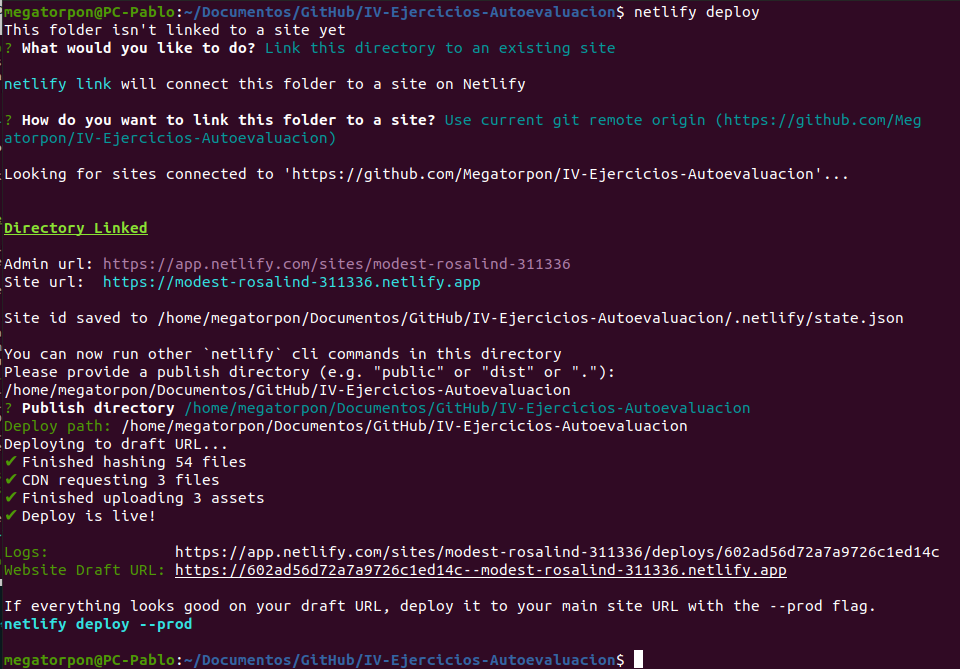 megatorpon@PC-Pablo:~/Documentos/GitHub/IV-Ejercicios-Autoevaluacion$ netlify deploy
This folder isn't linked to a site yet
? What would you like to do? Link this directory to an existing site
netlify link will connect this folder to a site on Netlify
? How do you want to link this folder to a site? Use current git remote origin (https://github.com/Meg
atorpon/IV-Ejercicios-Autoevaluacion)
Looking for sites connected to 'https://github.com/Megatorpon/IV-Ejercicios-Autoevaluacion'...
Directory Linked
Admin url: https://app.netlify.com/sites/modest-rosalind-311336
Site url:  https://modest-rosalind-311336.netlify.app
Site id saved to /home/megatorpon/Documentos/GitHub/IV-Ejercicios-Autoevaluacion/.netlify/state.json
You can now run other `netlify` cli commands in this directory
Please provide a publish directory (e.g. "public" or "dist" or "."):
/home/megatorpon/Documentos/GitHub/IV-Ejercicios-Autoevaluacion
? Publish directory /home/megatorpon/Documentos/GitHub/IV-Ejercicios-Autoevaluacion
Deploy path: /home/megatorpon/Documentos/GitHub/IV-Ejercicios-Autoevaluacion
Deploying to draft URL...
✔ Finished hashing 54 files
✔ CDN requesting 3 files
✔ Finished uploading 3 assets
✔ Deploy is live!
Logs:              https://app.netlify.com/sites/modest-rosalind-311336/deploys/602ad56d72a7a9726c1ed14c
Website Draft URL: https://602ad56d72a7a9726c1ed14c--modest-rosalind-311336.netlify.app
If everything looks good on your draft URL, deploy it to your main site URL with the --prod flag.
netlify deploy --prod
megatorpon@PC-Pablo:~/Documentos/GitHub/IV-Ejercicios-Autoevaluacion$